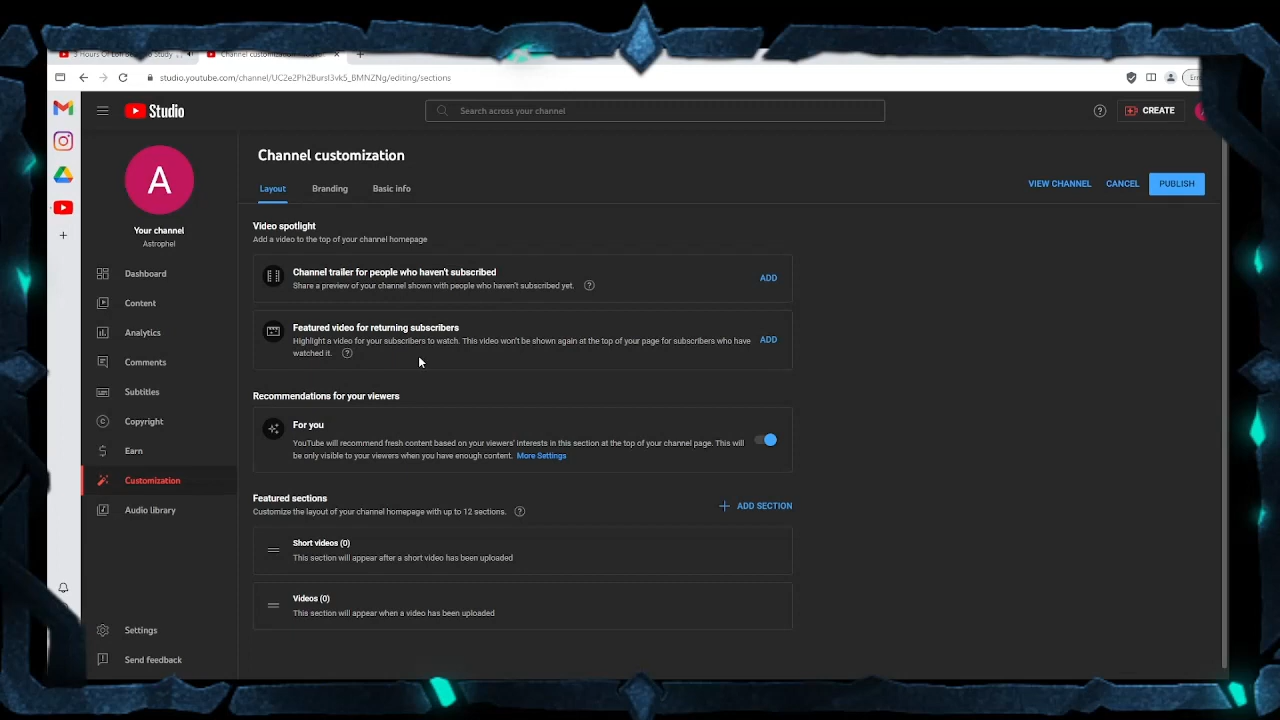 3 Hours Of Lofi
Study
Channel customization
studio.youtube.com/channel/UC2e2Ph2Bursl3vk5_BMNZNg/editing/sections
Studio
Search across your channel
CREATE
A
Your channel
Astrophel
Dashboard
Content
Analytics
Comments
Subtitles
Copyright
Earn
Customization
Audio library
Settings
Send feedback
Channel customization
Layout
Branding
Basic info
VIEW CHANNEL
CANCEL
PUBLISH
Video spotlight
Add a video to the top of your channel homepage
Channel trailer for people who haven't subscribed
Share a preview of your channel shown with people who haven't subscribed yet.
ADD
Featured video for returning subscribers
Highlight a video for your subscribers to watch. This video won't be shown again at the top of your page for subscribers who have
watched it.
ADD
Recommendations for your viewers
For you
YouTube will recommend fresh content based on your viewers' interests in this section at the top of your channel page. This will
be only visible to your viewers when you have enough content. More Settings
Featured sections
Customize the layout of your channel homepage with up to 12 sections.
ADD SECTION
Short videos (0)
This section will appear after a short video has been uploaded
Videos (0)
This section will appear when a video has been uploaded